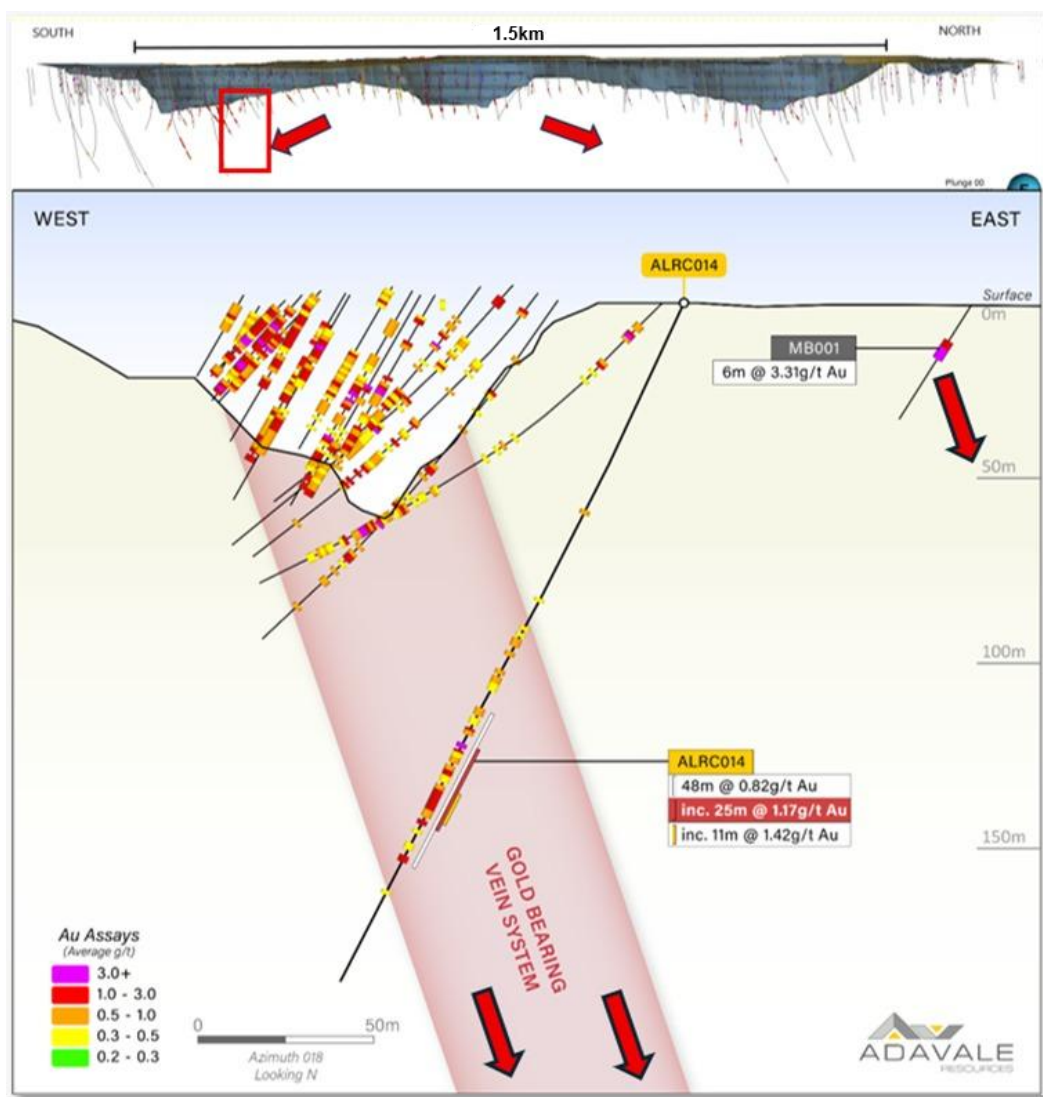 SOUTH
1.5km
NORTH
Plunge 00
WEST
EAST
ALRC014
Surface
0m
MB001
6m @ 3.31g/t Au
50m
100m
ALRC014
48m @ 0.82g/t Au
inc. 25m @ 1.17g/t Au
inc. 11m @ 1.42g/t Au
150m
GOLD BEARING
VEIN SYSTEM
Au Assays
(Average g/t)
3.0+
1.0 - 3.0
0.5 - 1.0
0.3 - 0.5
0.2 - 0.3
0 50m
Azimuth 018
Looking N
ADAVALE
RESOURCES